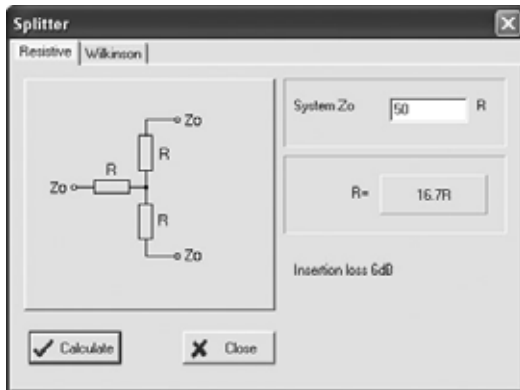 Splitter
Resistive
Wilkinson
Zo
R
R
Zo
R
Zo
System Zo
50
R
R=
16.7R
Insertion loss 6dB
Calculate
Close